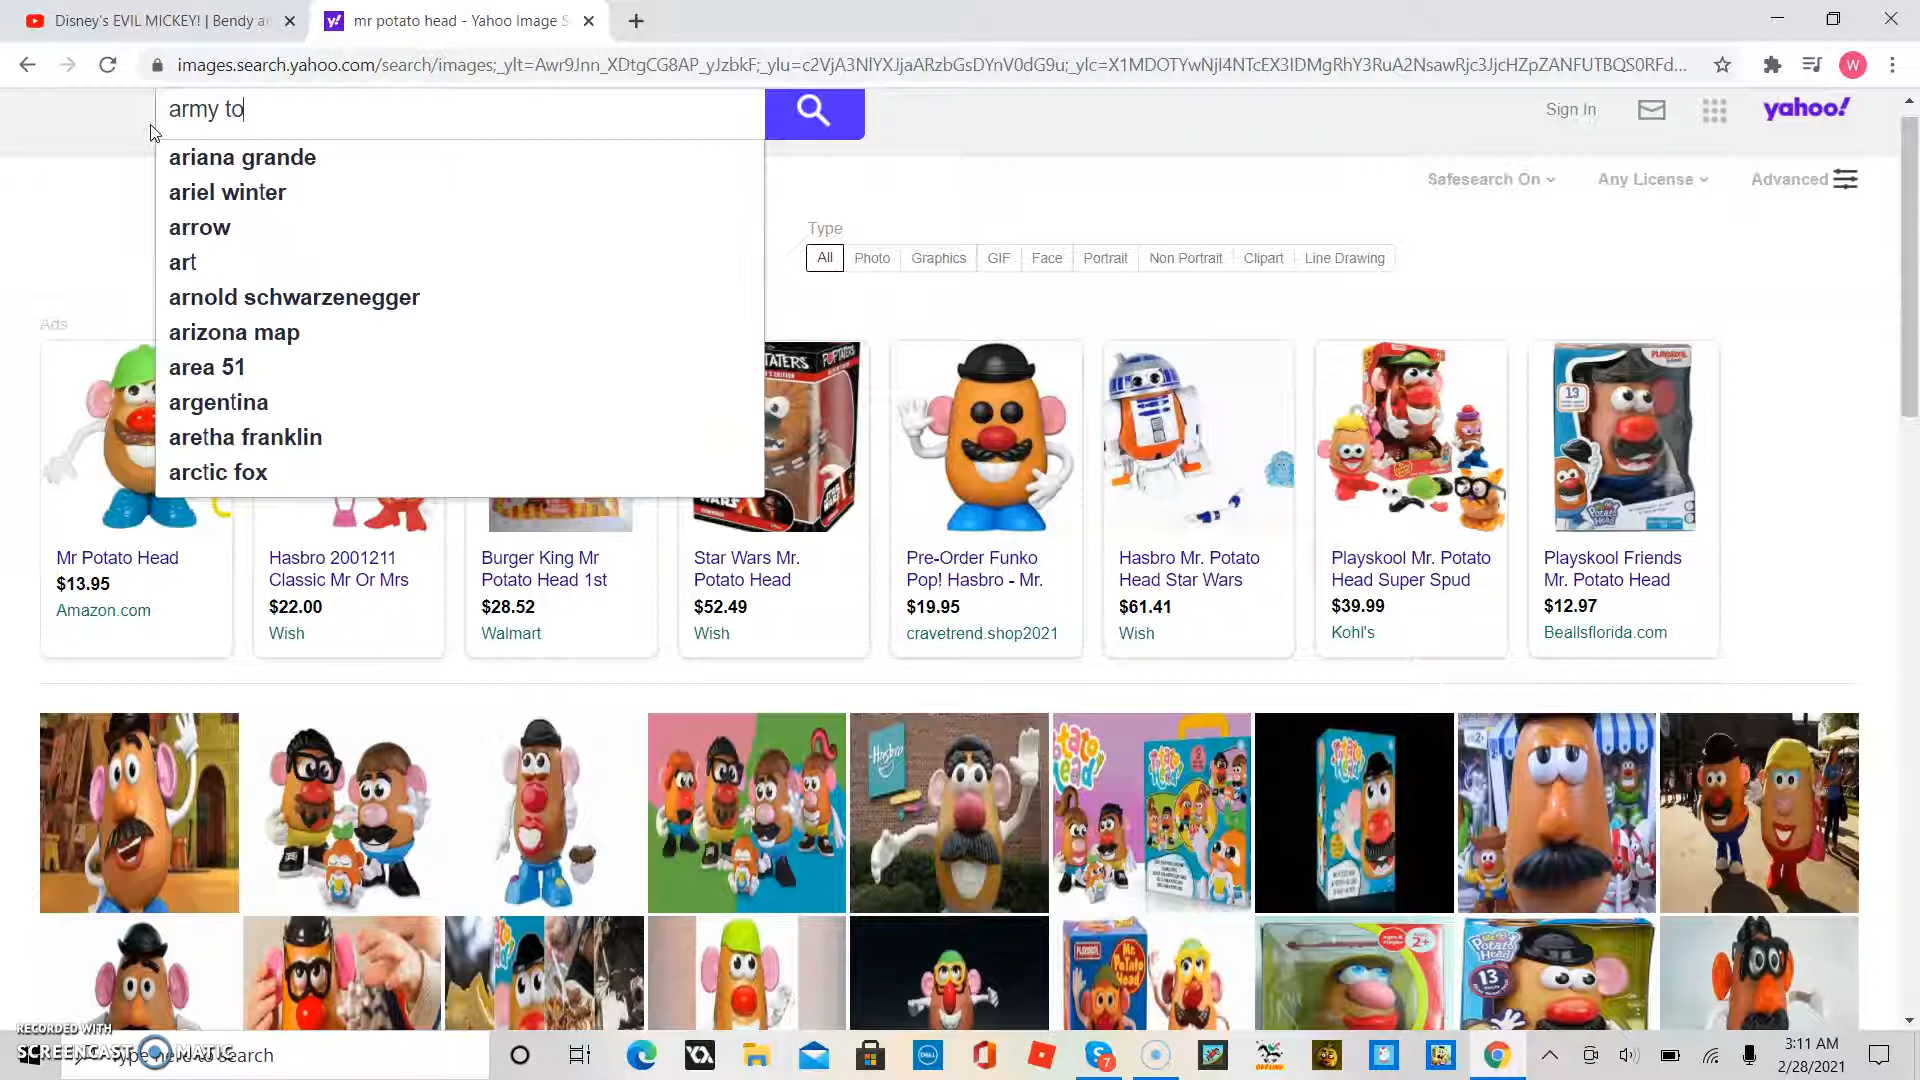 Disney's EVIL MICKEY! | Bendy a
mr potato head - Yahoo Image S
images.search.yahoo.com/search/images;_ylt=Awr9Jnn_XDtgCG8AP_yJzbkF;_ylu=c2VjA3NlYXJjaARzbGsDYnV0dG9u;_ylc=X1MDOTYwNjI4NTcEX3IDMgRhY3RuA2NsawRjc3JjcHZpZANFUTBQS0RFd...
W
army to
Sign In
yahoo!
ariana grande
ariel winter
arrow
art
arnold schwarzenegger
arizona map
area 51
argentina
aretha franklin
arctic fox
Safesearch On
Any License
Advanced
Type
All
Photo
Graphics
GIF
Face
Portrait
Non Portrait
Clipart
Line Drawing
Ads
Mr Potato Head
$13.95
Amazon.com
Hasbro 2001211
Classic Mr Or Mrs
$22.00
Wish
Burger King Mr
Potato Head 1st
$28.52
Walmart
Star Wars Mr.
Potato Head
$52.49
Wish
Pre-Order Funko
Pop! Hasbro - Mr.
$19.95
cravetrend.shop2021
Hasbro Mr. Potato
Head Star Wars
$61.41
Wish
Playskool Mr. Potato
Head Super Spud
$39.99
Kohl's
Playskool Friends
Mr. Potato Head
$12.97
Beallsflorida.com
RECORDED WITH
SCREENCAST MATIC
Type here to search
3:11 AM
2/28/2021